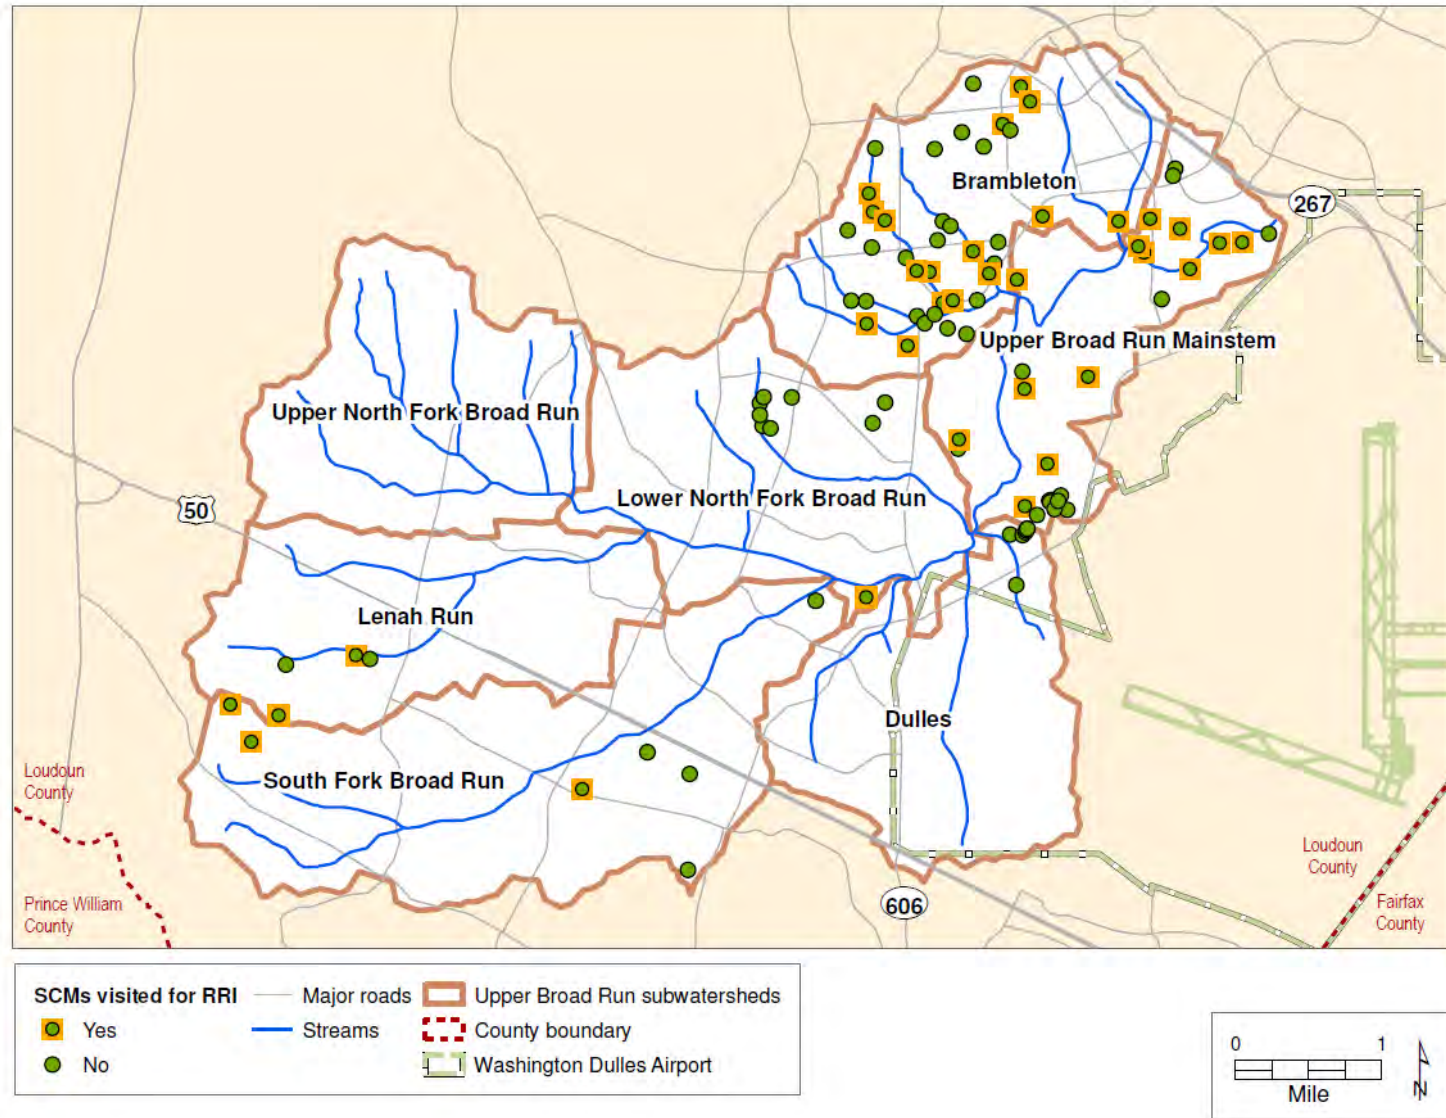 Brambleton
267
Upper Broad Run Mainstem
Upper North Fork Broad Run
Lower North Fork Broad Run
50
Lenah Run
Dulles
South Fork Broad Run
Loudoun
County
Prince William
County
606
Loudoun
County
Fairfax
County
SCMs visited for RRI
Yes
No
Major roads
Streams
Upper Broad Run subwatersheds
County boundary
Washington Dulles Airport
0 1
Mile
N